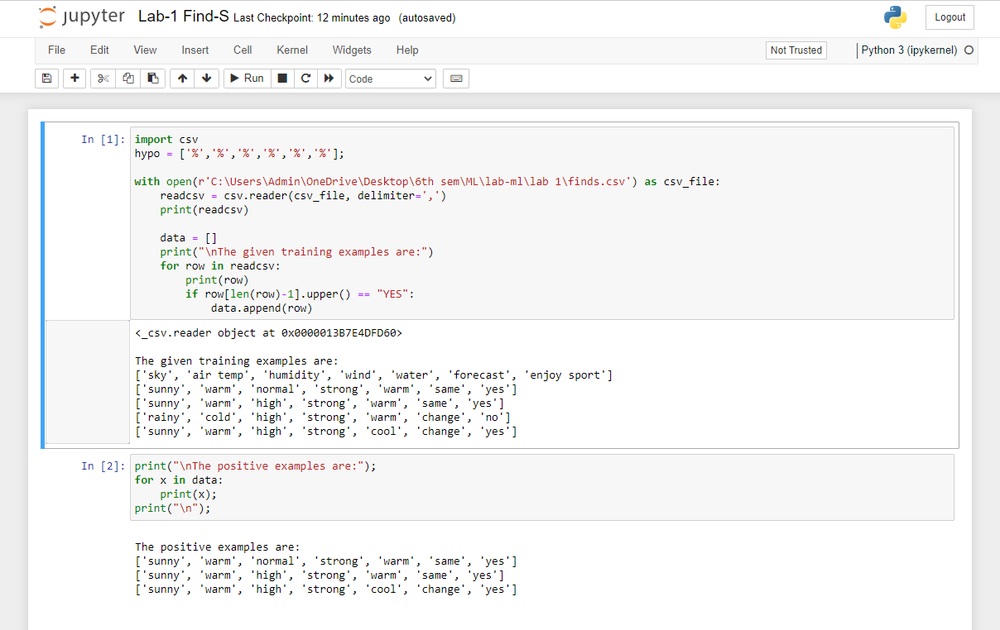 jupyter Lab-1 Find-S Last Checkpoint: 12 minutes ago (autosaved) Logout
File Edit View Insert Cell Kernel Widgets Help Not Trusted Python 3 (ipykernel)
Run Code
In [1]: import csv
hypo = ['%','%','%','%','%','%'];
with open(r'C:\Users\Admin\OneDrive\Desktop\6th sem\ML\lab-ml\lab 1\finds.csv') as csv_file:
    readcsv = csv.reader(csv_file, delimiter=',')
    print(readcsv)
    data = []
    print("\nThe given training examples are:")
    for row in readcsv:
        print(row)
        if row[len(row)-1].upper() == "YES":
            data.append(row)
<_csv.reader object at 0x0000013B7E4DFD60>
The given training examples are:
['sky', 'air temp', 'humidity', 'wind', 'water', 'forecast', 'enjoy sport']
['sunny', 'warm', 'normal', 'strong', 'warm', 'same', 'yes']
['sunny', 'warm', 'high', 'strong', 'warm', 'same', 'yes']
['rainy', 'cold', 'high', 'strong', 'warm', 'change', 'no']
['sunny', 'warm', 'high', 'strong', 'cool', 'change', 'yes']
In [2]: print("\nThe positive examples are:");
for x in data:
    print(x);
print("\n");
The positive examples are:
['sunny', 'warm', 'normal', 'strong', 'warm', 'same', 'yes']
['sunny', 'warm', 'high', 'strong', 'warm', 'same', 'yes']
['sunny', 'warm', 'high', 'strong', 'cool', 'change', 'yes']